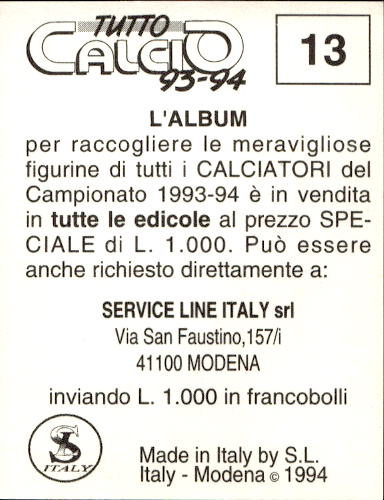 TUTTO
CALCIO
93-94
13
L'ALBUM
per raccogliere le meravigliose
figurine di tutti i CALCIATORI del
Campionato 1993-94 è in vendita
in tutte le edicole al prezzo SPE-
CIALE di L. 1.000. Può essere
anche richiesto direttamente a:
SERVICE LINE ITALY srl
Via San Faustino,157/i
41100 MODENA
inviando L. 1.000 in francobolli
SL
ITALY
Made in Italy by S.L.
Italy - Modena © 1994